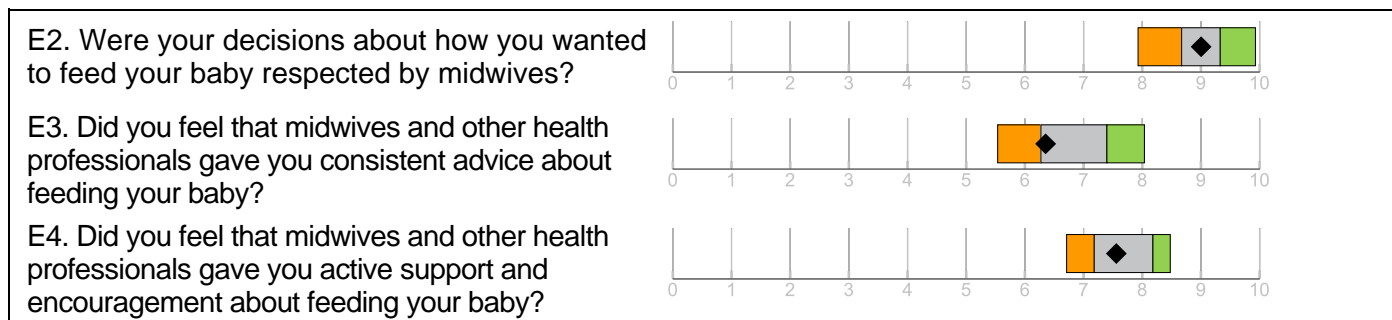 E2. Were your decisions about how you wanted
to feed your baby respected by midwives?
0 1 2 3 4 5 6 7 8 9 10
E3. Did you feel that midwives and other health
professionals gave you consistent advice about
feeding your baby?
0 1 2 3 4 5 6 7 8 9 10
E4. Did you feel that midwives and other health
professionals gave you active support and
encouragement about feeding your baby?
0 1 2 3 4 5 6 7 8 9 10